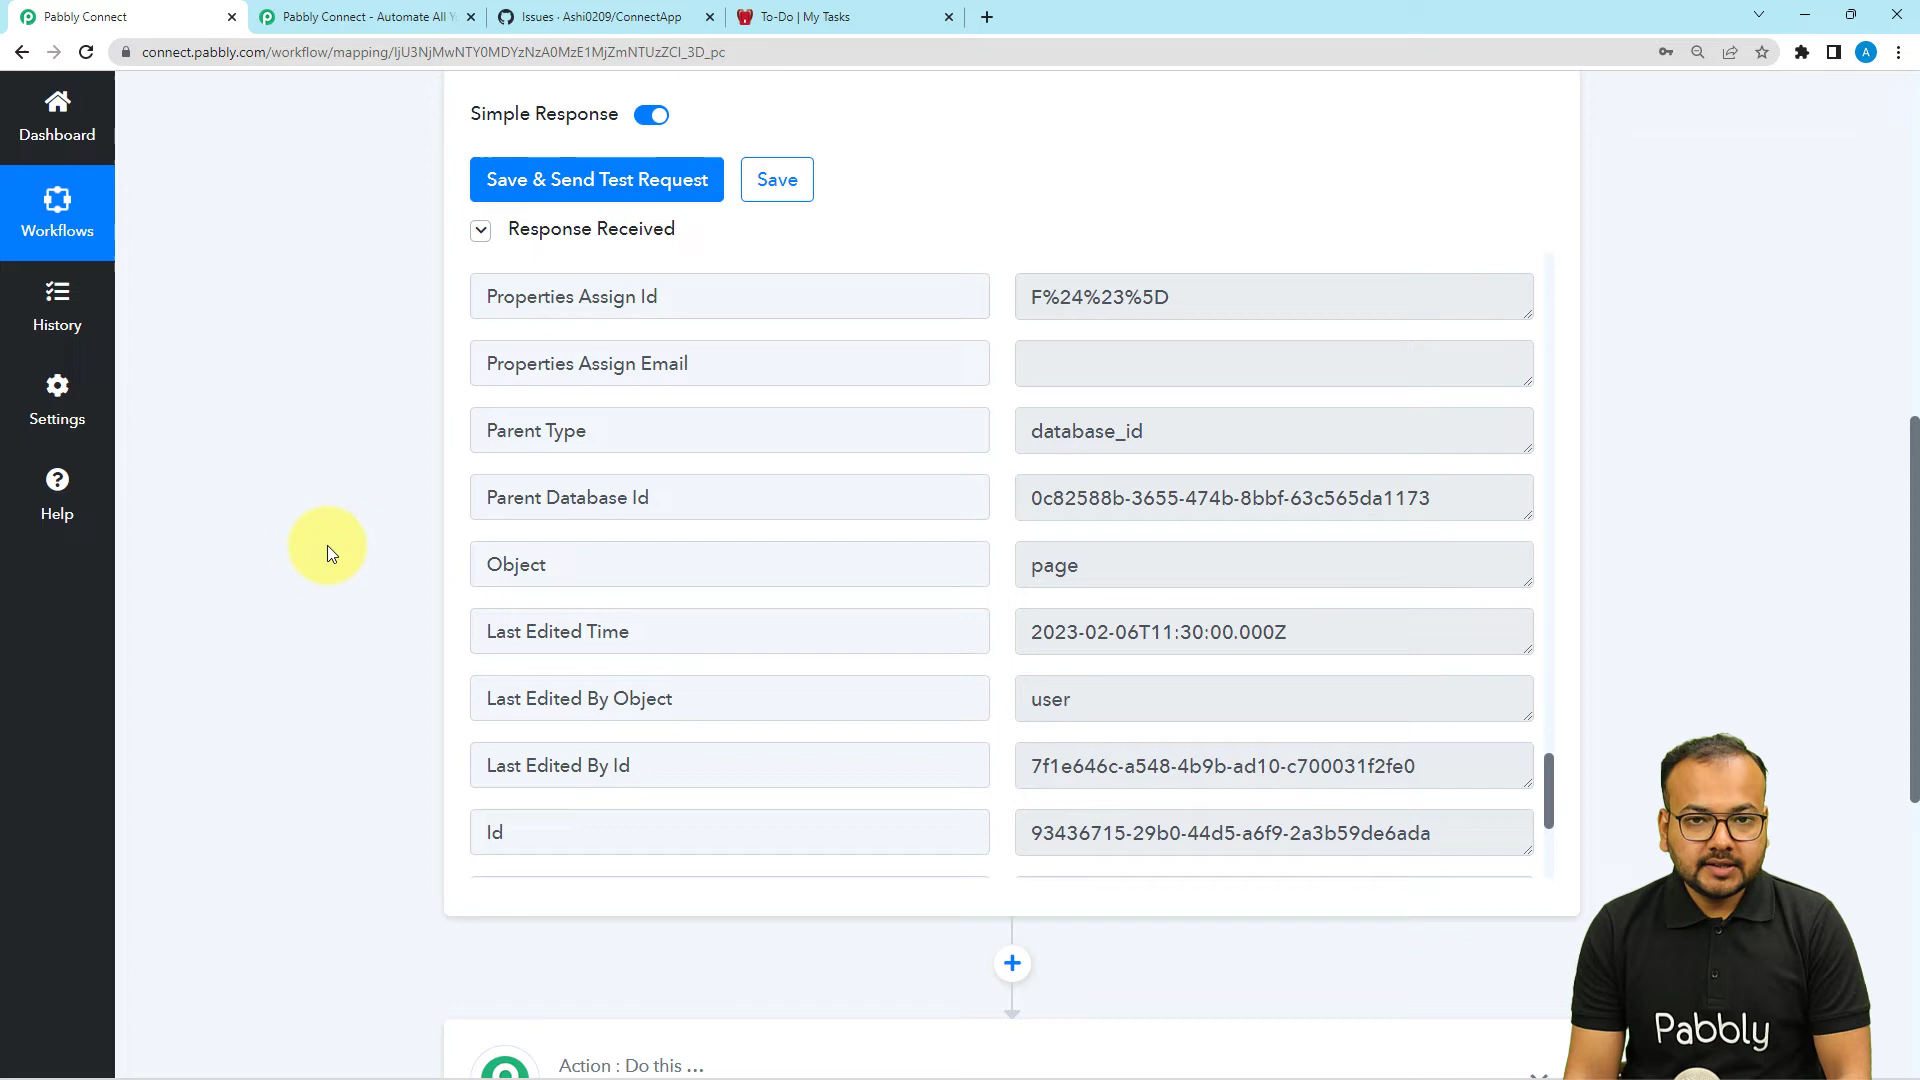 Pabbly Connect
Pabbly Connect - Automate All Y
Issues · Ashi0209/ConnectApp
To-Do | My Tasks
connect.pabbly.com/workflow/mapping/IjU3NjMwNTY0MDYzNzA0MzE1MjZmNTUzZCI_3D_pc
A
Dashboard
Workflows
History
Settings
Help
Simple Response
Save & Send Test Request
Save
Response Received
Properties Assign Id
F%24%23%5D
Properties Assign Email
Parent Type
database_id
Parent Database Id
0c82588b-3655-474b-8bbf-63c565da1173
Object
page
Last Edited Time
2023-02-06T11:30:00.000Z
Last Edited By Object
user
Last Edited By Id
7f1e646c-a548-4b9b-ad10-c700031f2fe0
Id
93436715-29b0-44d5-a6f9-2a3b59de6ada
Action : Do this ...
Pabbly